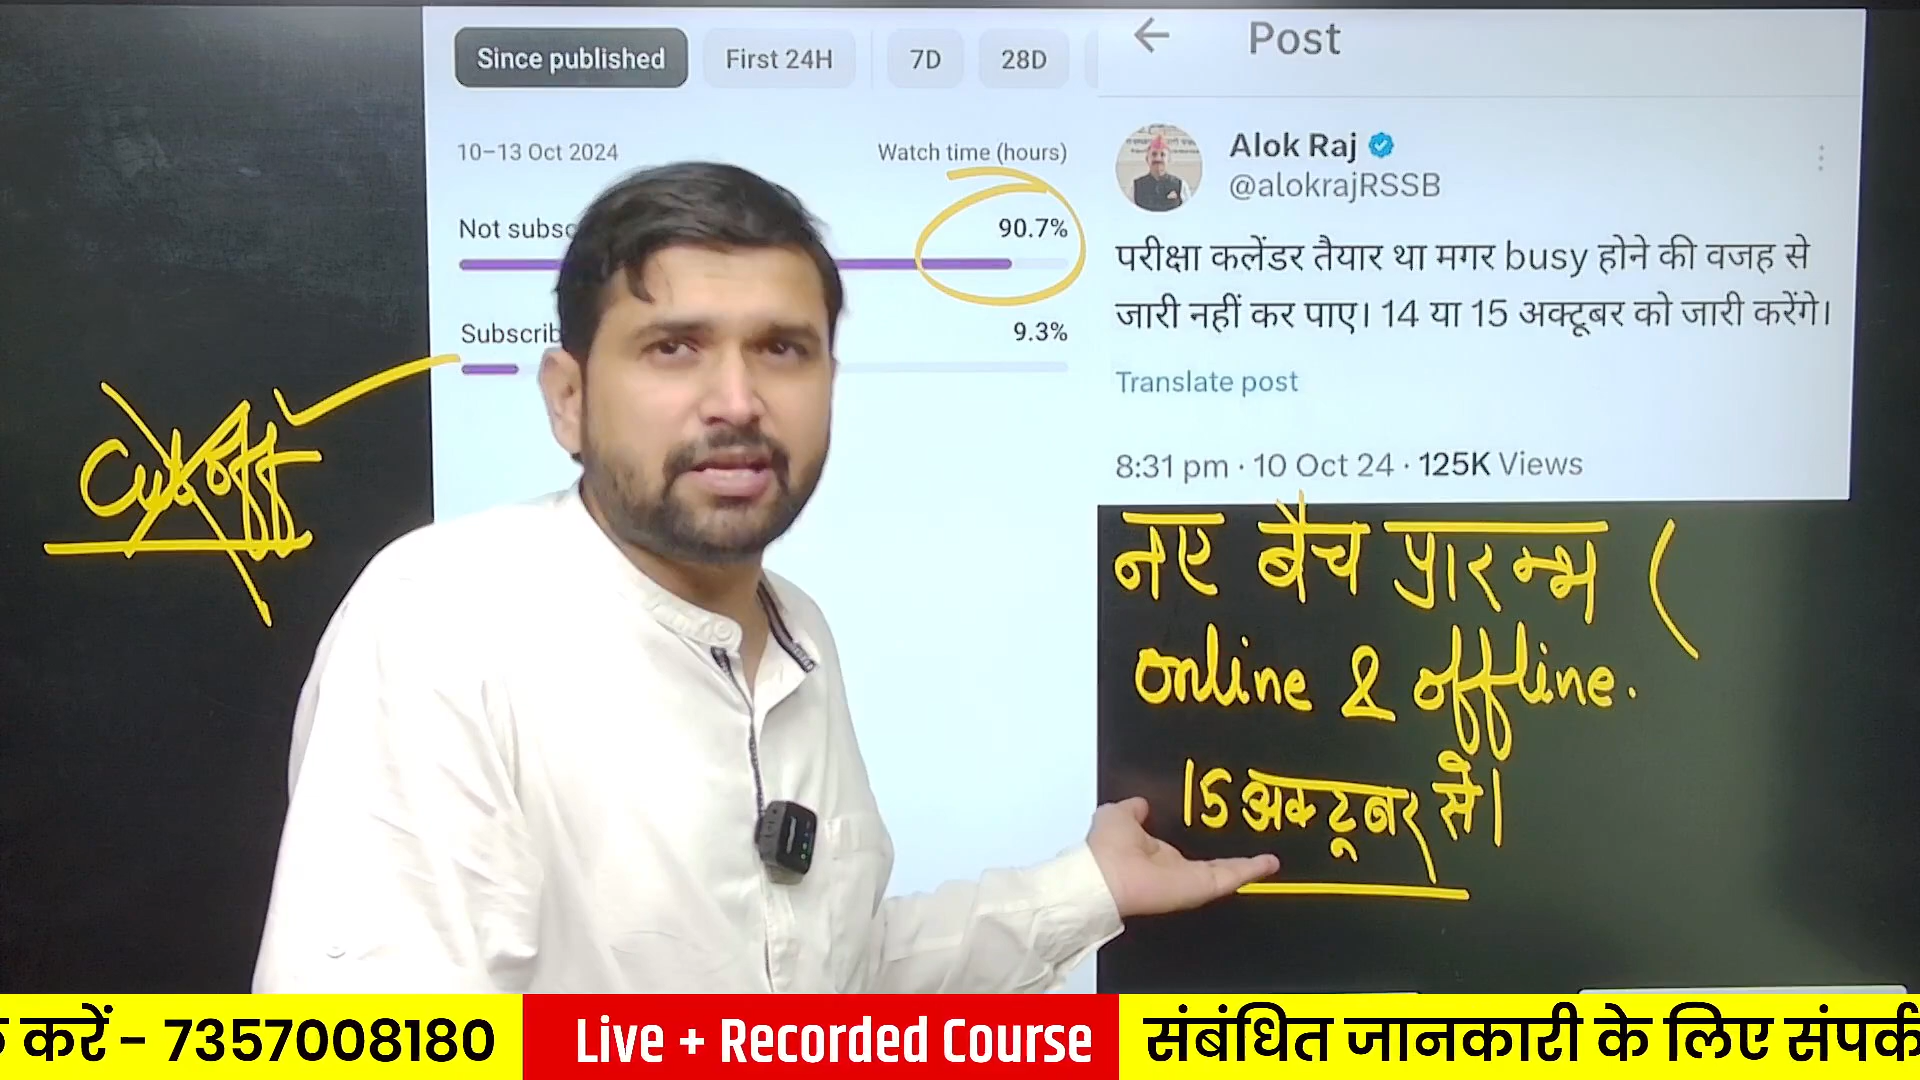 Since published First 24H 7D 28D
10–13 Oct 2024 Watch time (hours)
Not subsc 90.7%
Subscrib 9.3%
Post
Alok Raj
@alokrajRSSB
परीक्षा कलेंडर तैयार था मगर busy होने की वजह से
जारी नहीं कर पाए। 14 या 15 अक्टूबर को जारी करेंगे।
Translate post
8:31 pm · 10 Oct 24 · 125K Views
Cutoff
नए बैच प्रारम्भ (
online & offline.
15 अक्टूबर से।
करें - 7357008180 Live + Recorded Course संबंधित जानकारी के लिए संपर्क